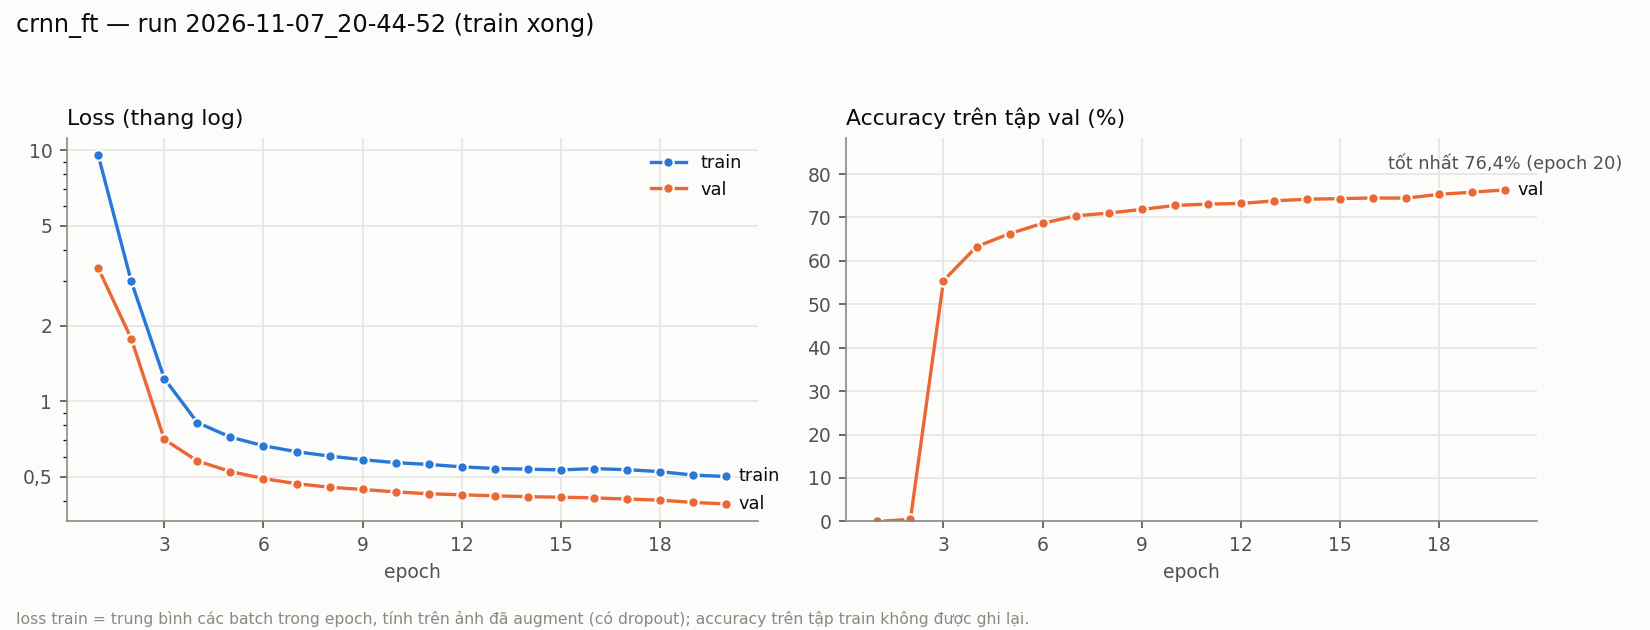 crnn_ft — run 2026-11-07_20-44-52 (train xong)
Loss (thang log)
10
5
2
1
0,5
train
val
train
val
3 6 9 12 15 18
epoch
Accuracy trên tập val (%)
80
70
60
50
40
30
20
10
0
tốt nhất 76,4% (epoch 20)
val
3 6 9 12 15 18
epoch
loss train = trung bình các batch trong epoch, tính trên ảnh đã augment (có dropout); accuracy trên tập train không được ghi lại.